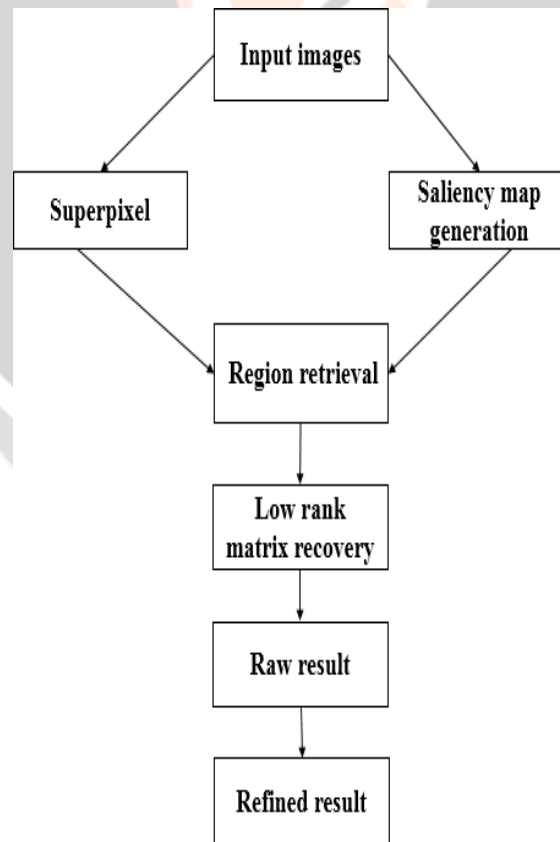 Input images
Superpixel
Saliency map
generation
Region retrieval
Low rank
matrix recovery
Raw result
Refined result